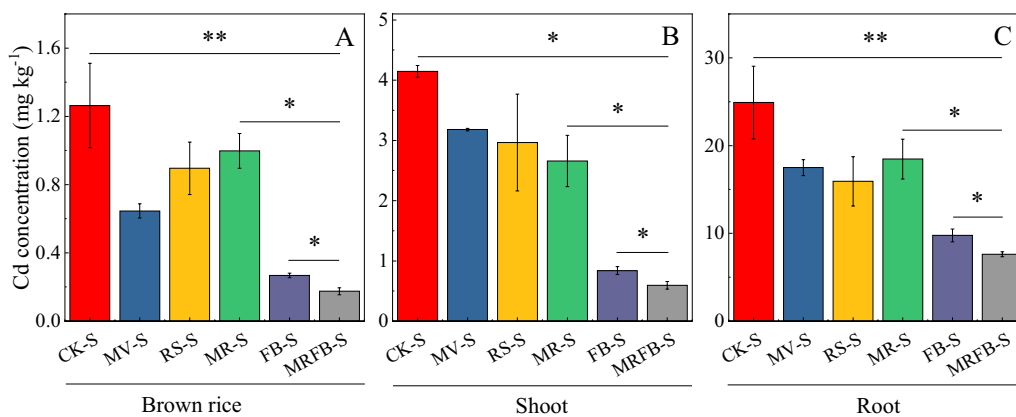 Cd concentration (mg kg⁻¹)
1.6
1.2
0.8
0.4
0.0
**
A
*
*
CK-S
MV-S
RS-S
MR-S
FB-S
MRFB-S
Brown rice
5
4
3
2
1
0
*
B
*
*
CK-S
MV-S
RS-S
MR-S
FB-S
MRFB-S
Shoot
30
20
10
0
**
C
*
*
CK-S
MV-S
RS-S
MR-S
FB-S
MRFB-S
Root